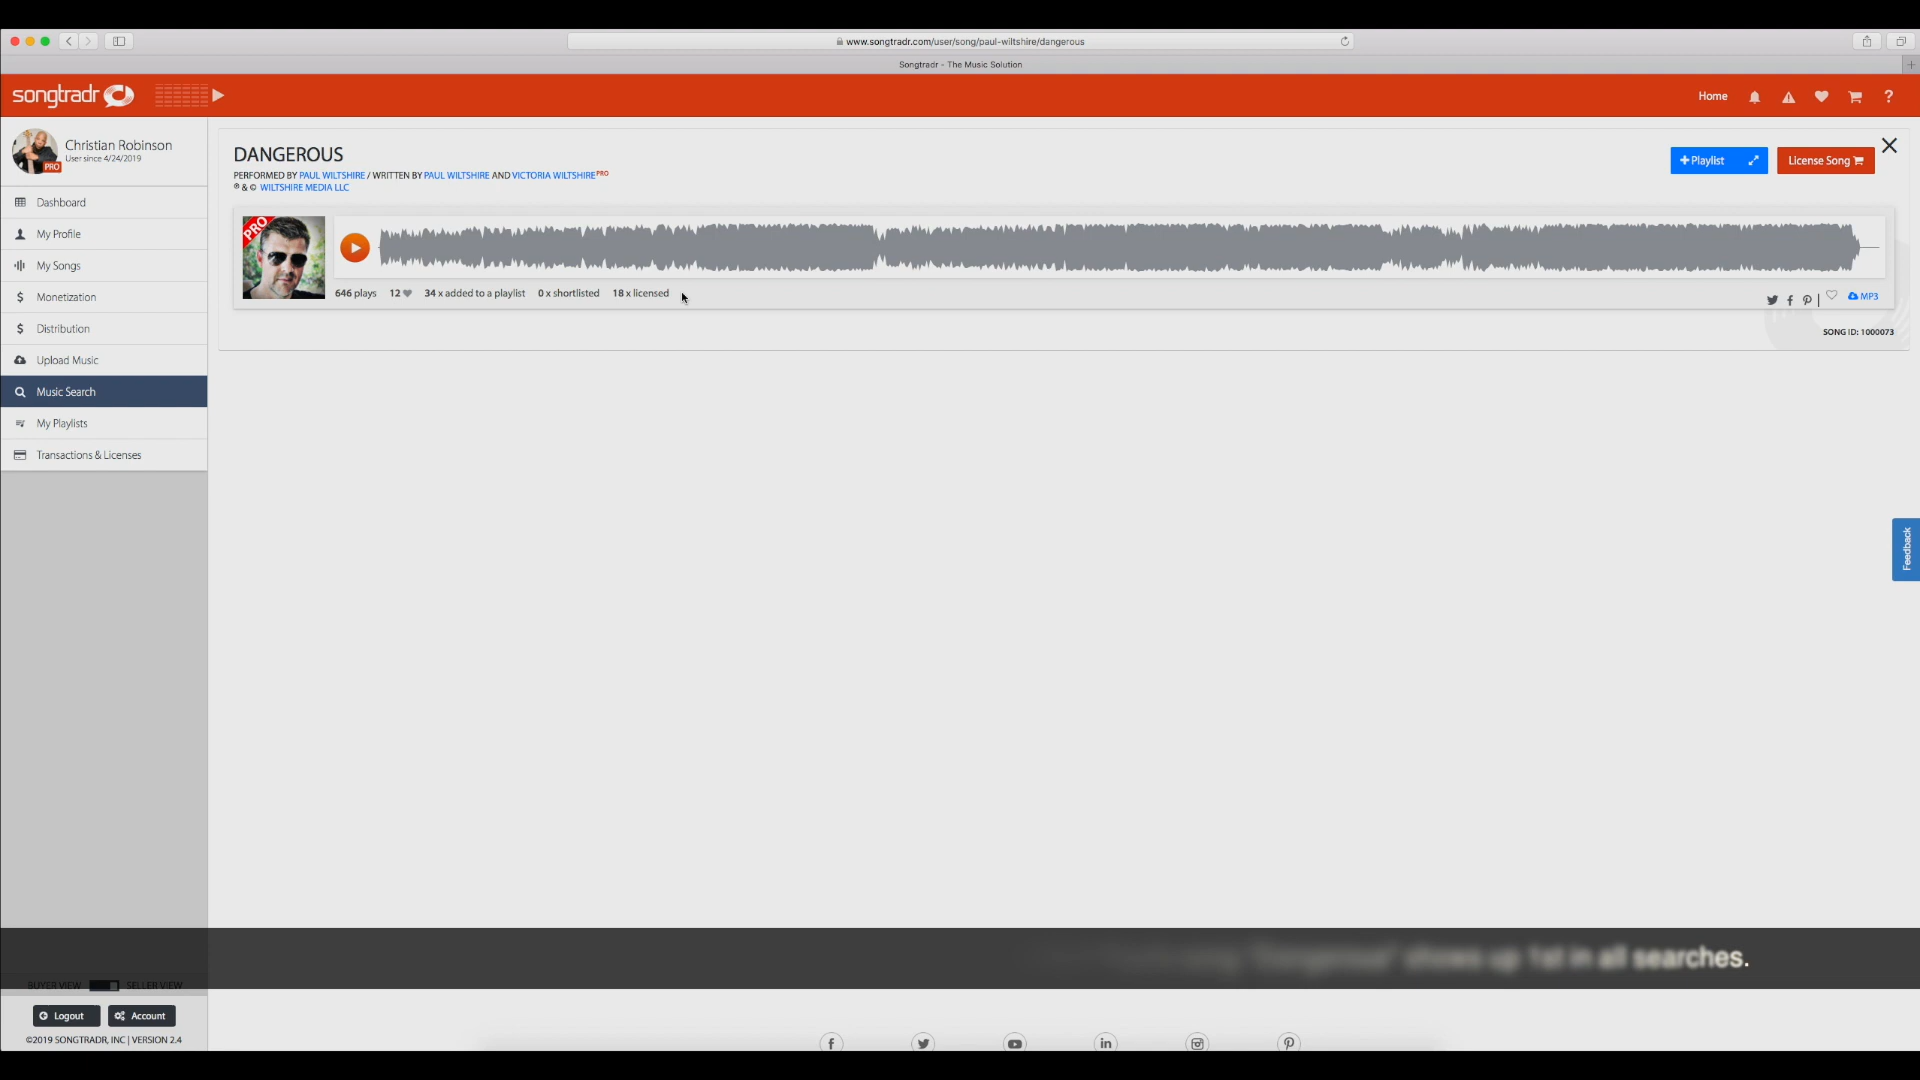 www.songtradr.com/user/song/paul-wiltshire/dangerous
Songtradr - The Music Solution
songtradr
Home
Christian Robinson
User since 4/24/2019
PRO
Dashboard
My Profile
My Songs
Monetization
Distribution
Upload Music
Music Search
My Playlists
Transactions & Licenses
DANGEROUS
PERFORMED BY PAUL WILTSHIRE / WRITTEN BY PAUL WILTSHIRE AND VICTORIA WILTSHIRE PRO
℗ & © WILTSHIRE MEDIA LLC
+Playlist
License Song
PRO
646 plays 12 34 x added to a playlist 0 x shortlisted 18 x licensed
MP3
SONG ID: 1000073
Feedback
song "Dangerous" shows up 1st in all searches.
BUYER VIEW SELLER VIEW
Logout Account
©2019 SONGTRADR, INC | VERSION 2.4